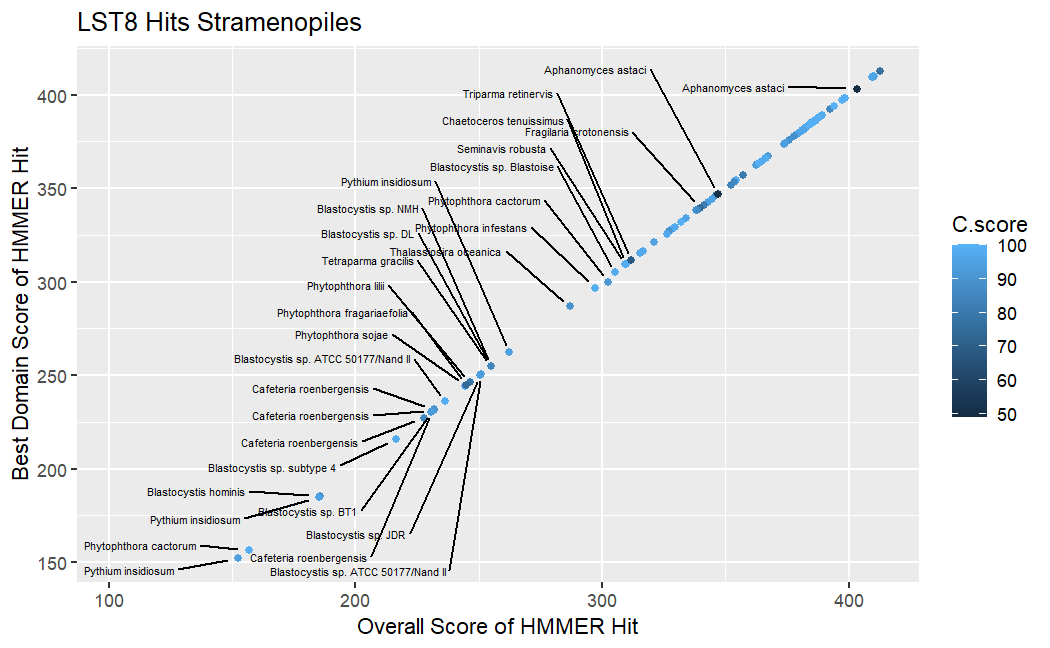 LST8 Hits Stramenopiles
Best Domain Score of HMMER Hit
400
350
300
250
200
150
Aphanomyces astaci
Aphanomyces astaci
Triparma retinervis
Chaetoceros tenuissimus
Fragilaria crotonensis
Seminavis robusta
Blastocystis sp. Blastoise
Pythium insidiosum
Phytophthora cactorum
Blastocystis sp. NMH
Phytophthora infestans
Blastocystis sp. DL
Thalassiosira oceanica
Tetraparma gracilis
Phytophthora lilii
Phytophthora fragariaefolia
Phytophthora sojae
Blastocystis sp. ATCC 50177/Nand II
Cafeteria roenbergensis
Cafeteria roenbergensis
Cafeteria roenbergensis
Blastocystis sp. subtype 4
Blastocystis hominis
Blastocystis sp. BT1
Pythium insidiosum
Blastocystis sp. JDR
Phytophthora cactorum
Cafeteria roenbergensis
Pythium insidiosum
Blastocystis sp. ATCC 50177/Nand II
100
200
300
400
Overall Score of HMMER Hit
C.score
100
90
80
70
60
50